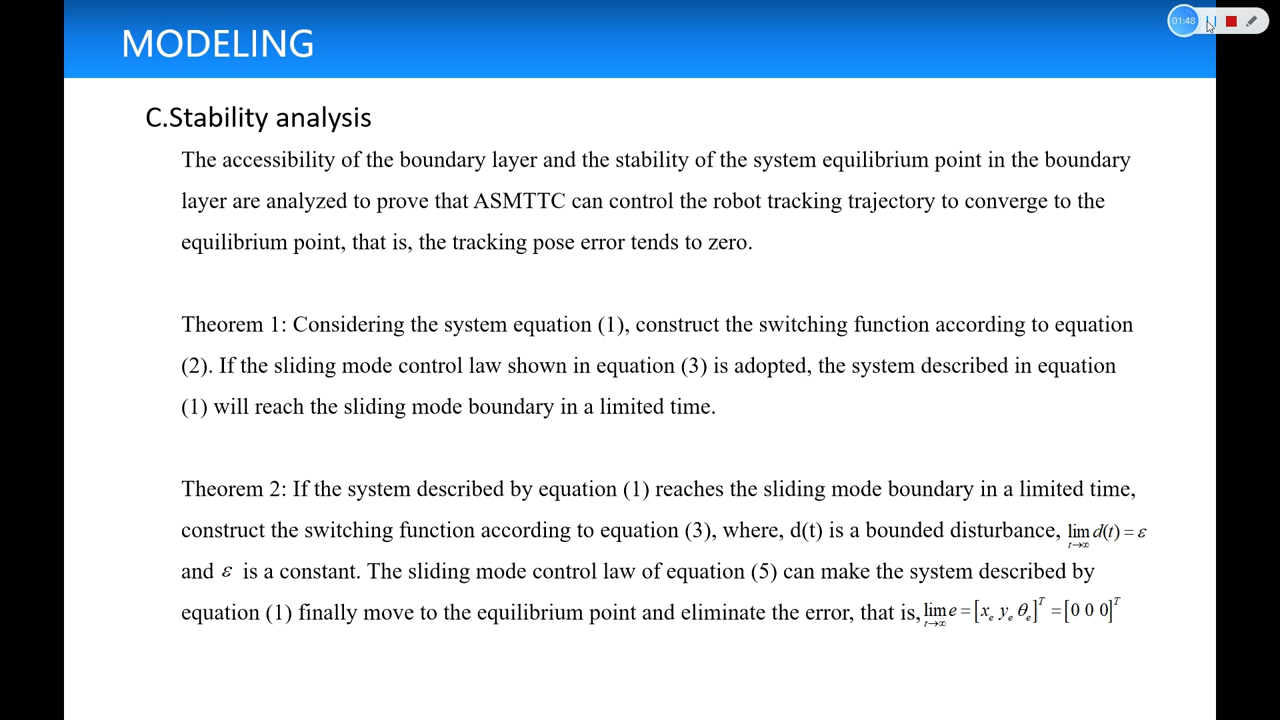 01:48
MODELING
C.Stability analysis
The accessibility of the boundary layer and the stability of the system equilibrium point in the boundary
layer are analyzed to prove that ASMTTC can control the robot tracking trajectory to converge to the
equilibrium point, that is, the tracking pose error tends to zero.
Theorem 1: Considering the system equation (1), construct the switching function according to equation
(2). If the sliding mode control law shown in equation (3) is adopted, the system described in equation
(1) will reach the sliding mode boundary in a limited time.
Theorem 2: If the system described by equation (1) reaches the sliding mode boundary in a limited time,
construct the switching function according to equation (3), where, d(t) is a bounded disturbance, lim_{t→∞} d(t) = ε
and ε is a constant. The sliding mode control law of equation (5) can make the system described by
equation (1) finally move to the equilibrium point and eliminate the error, that is, lim_{t→∞} e = [x_e y_e θ_e]^T = [0 0 0]^T